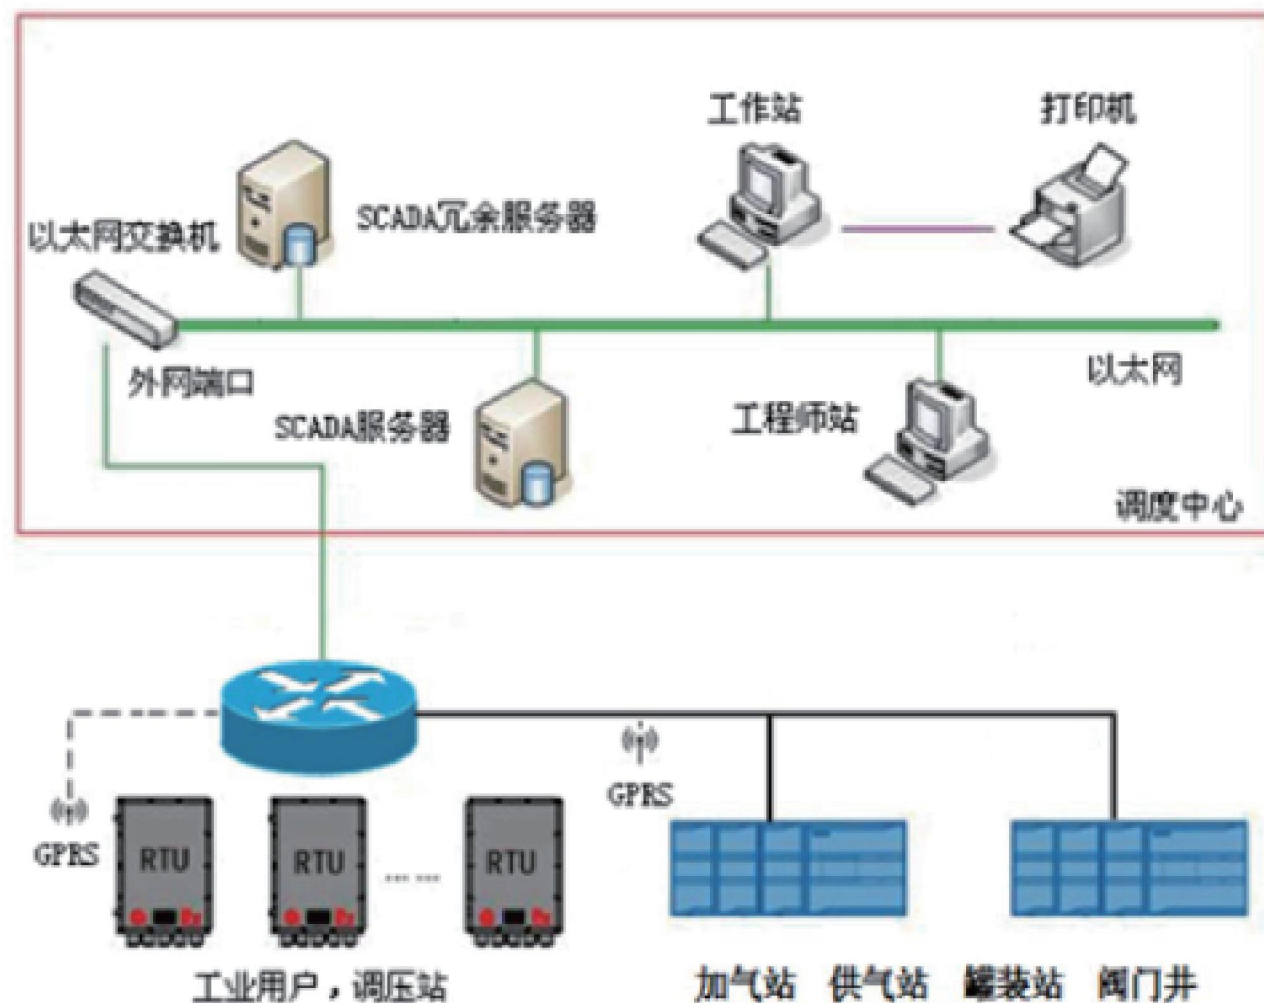 工作站
打印机
SCADA冗余服务器
以太网交换机
外网端口
以太网
SCADA服务器
工程师站
调度中心
GPRS
GPRS
RTU
RTU
RTU
... ...
工业用户，调压站
加气站 供气站 罐装站 阀门井